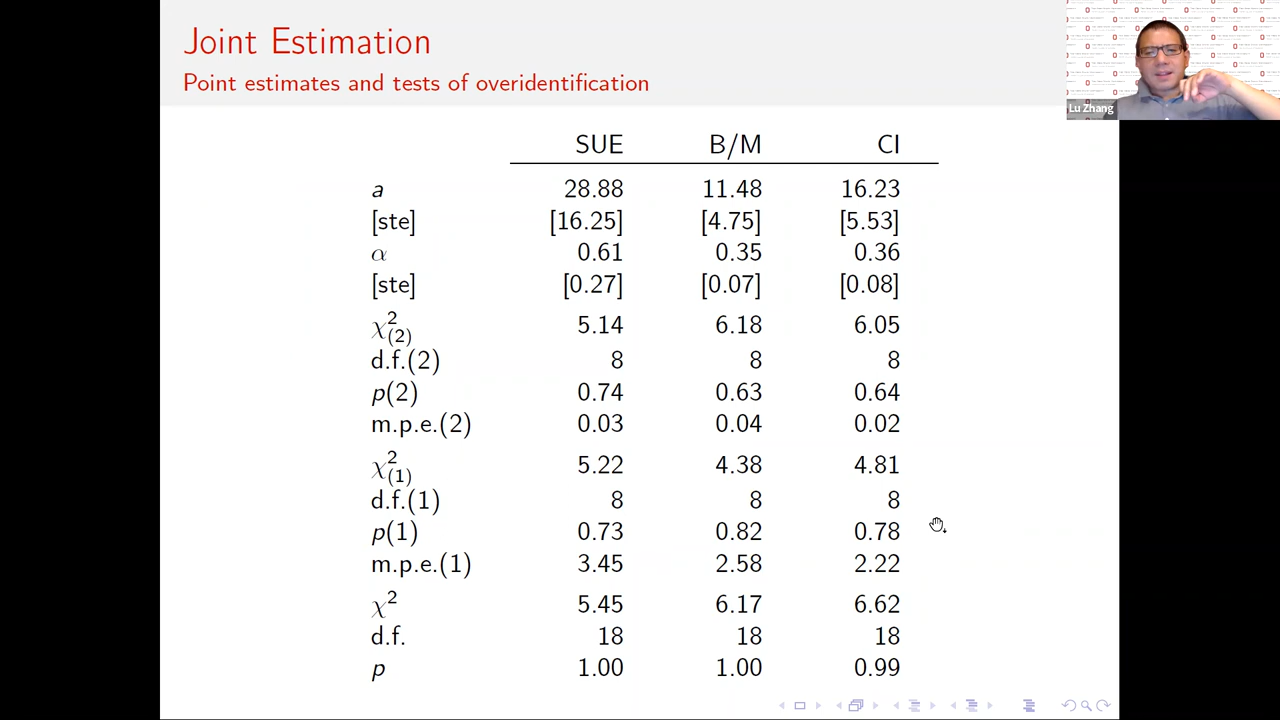 Joint Estimation
Point estimates and tests of overidentification
Lu Zhang
SUE B/M CI
a 28.88 11.48 16.23
[ste] [16.25] [4.75] [5.53]
α 0.61 0.35 0.36
[ste] [0.27] [0.07] [0.08]
χ²₍₂₎ 5.14 6.18 6.05
d.f.(2) 8 8 8
p(2) 0.74 0.63 0.64
m.p.e.(2) 0.03 0.04 0.02
χ²₍₁₎ 5.22 4.38 4.81
d.f.(1) 8 8 8
p(1) 0.73 0.82 0.78
m.p.e.(1) 3.45 2.58 2.22
χ² 5.45 6.17 6.62
d.f. 18 18 18
p 1.00 1.00 0.99